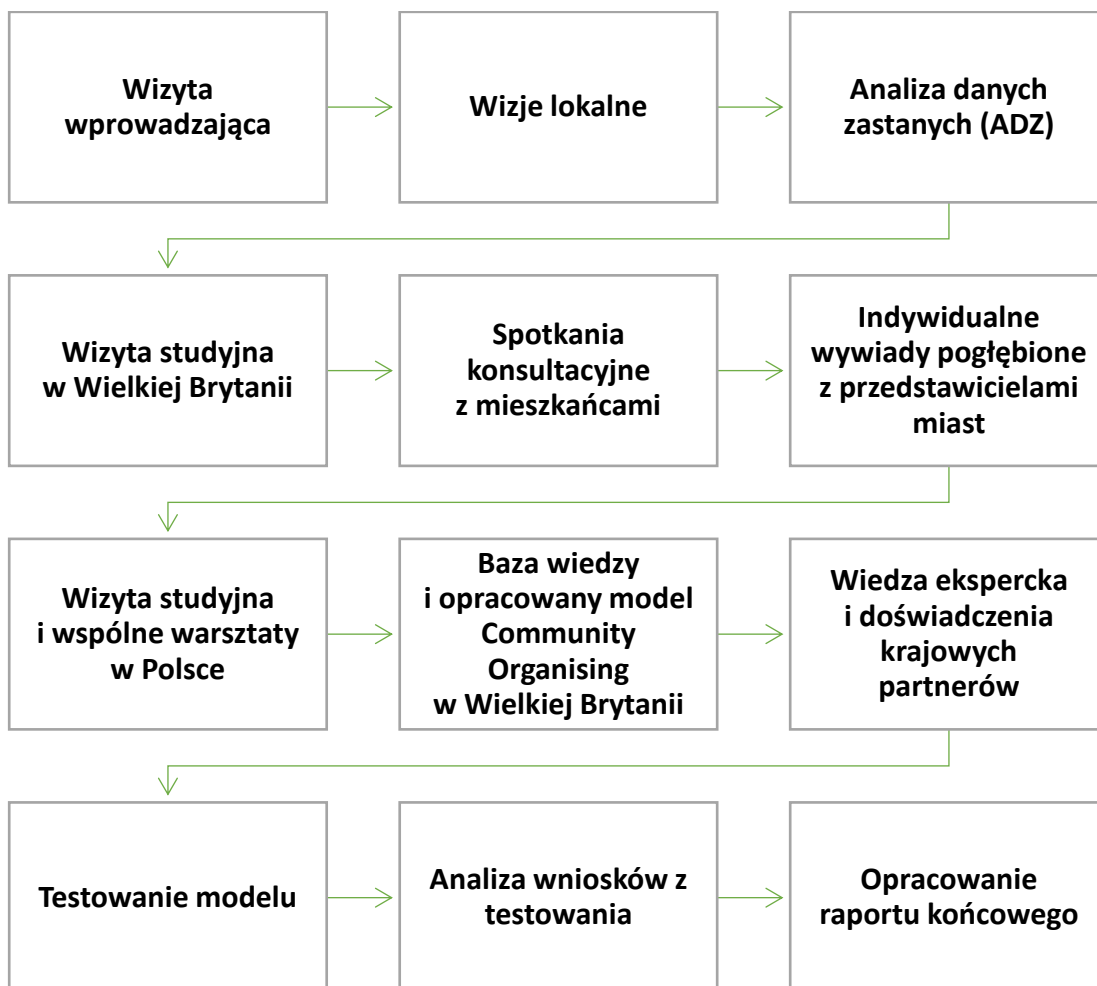 Wizyta
wprowadzająca
Wizje lokalne
Analiza danych
zastanych (ADZ)
Wizyta studyjna
w Wielkiej Brytanii
Spotkania
konsultacyjne
z mieszkańcami
Indywidualne
wywiady pogłębione
z przedstawicielami
miast
Wizyta studyjna
i wspólne warsztaty
w Polsce
Baza wiedzy
i opracowany model
Community
Organising
w Wielkiej Brytanii
Wiedza ekspercka
i doświadczenia
krajowych
partnerów
Testowanie modelu
Analiza wniosków z
testowania
Opracowanie
raportu końcowego